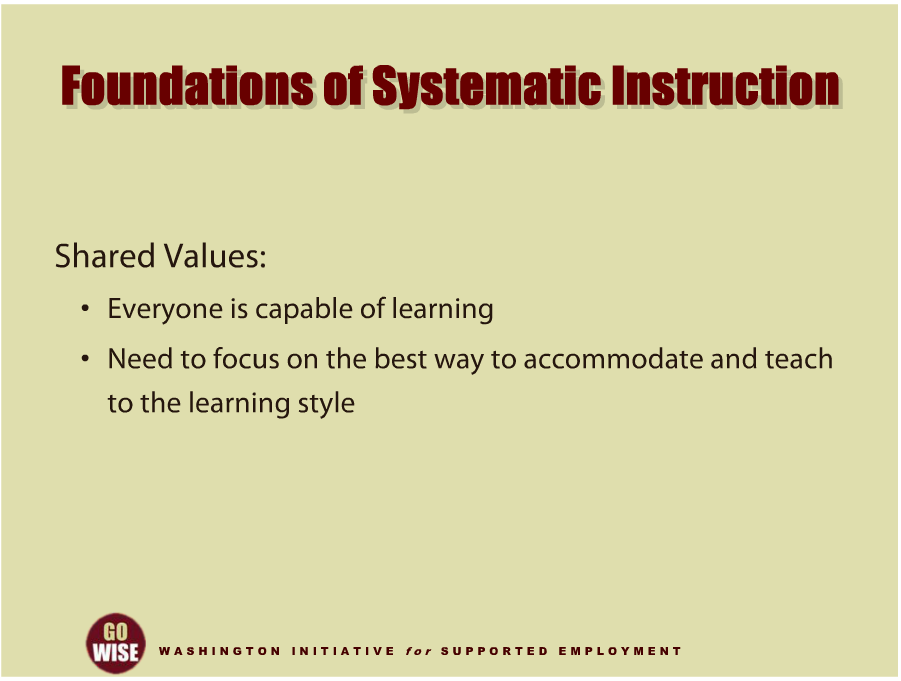 Foundations of Systematic Instruction
Shared Values:
• Everyone is capable of learning
• Need to focus on the best way to accommodate and teach
to the learning style
GO
WISE
WASHINGTON INITIATIVE for SUPPORTED EMPLOYMENT